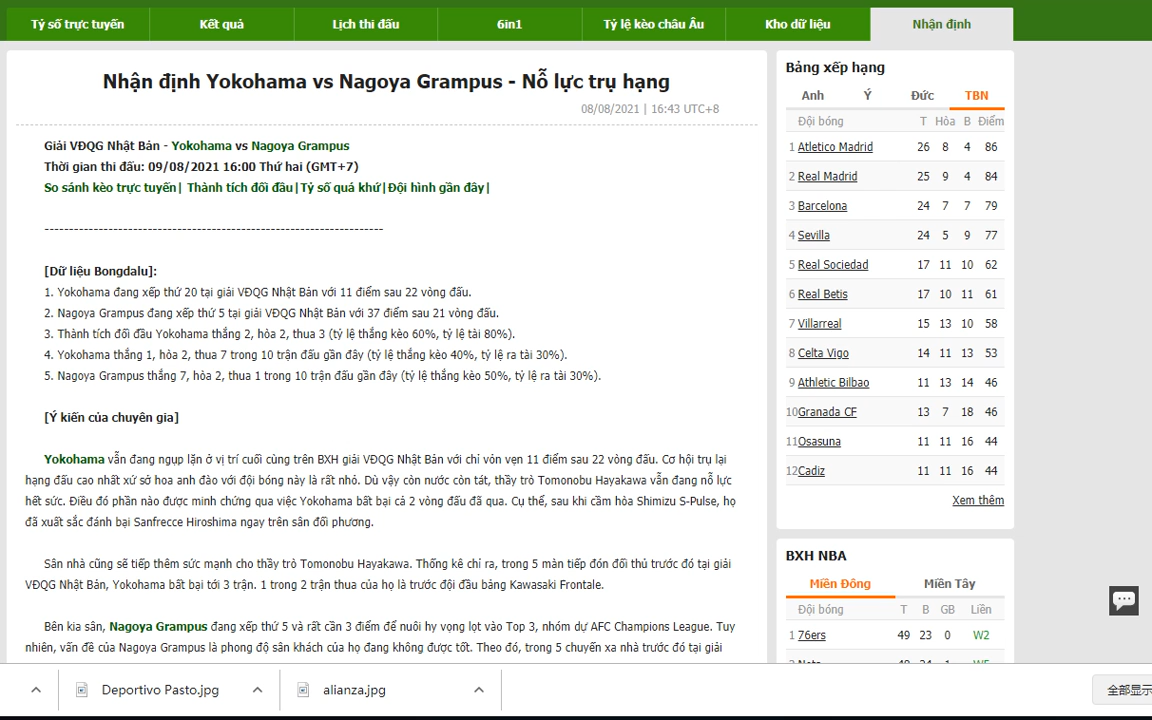 Tỷ số trực tuyến Kết quả Lịch thi đấu 6in1 Tỷ lệ kèo châu Âu Kho dữ liệu Nhận định
Nhận định Yokohama vs Nagoya Grampus - Nỗ lực trụ hạng
08/08/2021 | 16:43 UTC+8
Giải VĐQG Nhật Bản - Yokohama vs Nagoya Grampus
Thời gian thi đấu: 09/08/2021 16:00 Thứ hai (GMT+7)
So sánh kèo trực tuyến| Thành tích đối đầu|Tỷ số quá khứ|Đội hình gần đây|
--------------------------------------------------------------------
[Dữ liệu Bongdalu]:
1. Yokohama đang xếp thứ 20 tại giải VĐQG Nhật Bản với 11 điểm sau 22 vòng đấu.
2. Nagoya Grampus đang xếp thứ 5 tại giải VĐQG Nhật Bản với 37 điểm sau 21 vòng đấu.
3. Thành tích đối đầu Yokohama thắng 2, hòa 2, thua 3 (tỷ lệ thắng kèo 60%, tỷ lệ tài 80%).
4. Yokohama thắng 1, hòa 2, thua 7 trong 10 trận đấu gần đây (tỷ lệ thắng kèo 40%, tỷ lệ ra tài 30%).
5. Nagoya Grampus thắng 7, hỏa 2, thua 1 trong 10 trận đấu gần đây (tỷ lệ thắng kèo 50%, tỷ lệ ra tài 30%).
[Ý kiến của chuyên gia]
Yokohama vẫn đang ngụp lặn ở vị trí cuối cùng trên BXH giải VĐQG Nhật Bản với chỉ vỏn vẹn 11 điểm sau 22 vòng đấu. Cơ hội trụ lại
hạng đấu cao nhất xứ sở hoa anh đào với đội bóng này là rất nhỏ. Dù vậy còn nước còn tát, thầy trò Tomonobu Hayakawa vẫn đang nỗ lực
hết sức. Điều đó phần nào được minh chứng qua việc Yokohama bất bại cả 2 vòng đấu đã qua. Cụ thể, sau khi cầm hòa Shimizu S-Pulse, họ
đã xuất sắc đánh bại Sanfrecce Hiroshima ngay trên sân đối phương.
Sân nhà cũng sẽ tiếp thêm sức mạnh cho thầy trò Tomonobu Hayakawa. Thống kê chỉ ra, trong 5 màn tiếp đón đối thủ trước đó tại giải
VĐQG Nhật Bản, Yokohama bất bại tới 3 trận. 1 trong 2 trận thua của họ là trước đội đầu bảng Kawasaki Frontale.
Bên kia sân, Nagoya Grampus đang xếp thứ 5 và rất cần 3 điểm để nuôi hy vọng lọt vào Top 3, nhóm dự AFC Champions League. Tuy
nhiên, vấn đề của Nagoya Grampus là phong độ sân khách của họ đang không được tốt. Theo đó, trong 5 chuyến xa nhà trước đó tại giải
Bảng xếp hạng
Anh Ý Đức TBN
Đội bóng T Hòa B Điểm
1 Atletico Madrid 26 8 4 86
2 Real Madrid 25 9 4 84
3 Barcelona 24 7 7 79
4 Sevilla 24 5 9 77
5 Real Sociedad 17 11 10 62
6 Real Betis 17 10 11 61
7 Villarreal 15 13 10 58
8 Celta Vigo 14 11 13 53
9 Athletic Bilbao 11 13 14 46
10 Granada CF 13 7 18 46
11 Osasuna 11 11 16 44
12 Cadiz 11 11 16 44
Xem thêm
BXH NBA
Miền Đông Miền Tây
Đội bóng T B GB Liền
1 76ers 49 23 0 W2
Deportivo Pasto.jpg alianza.jpg 全部显示